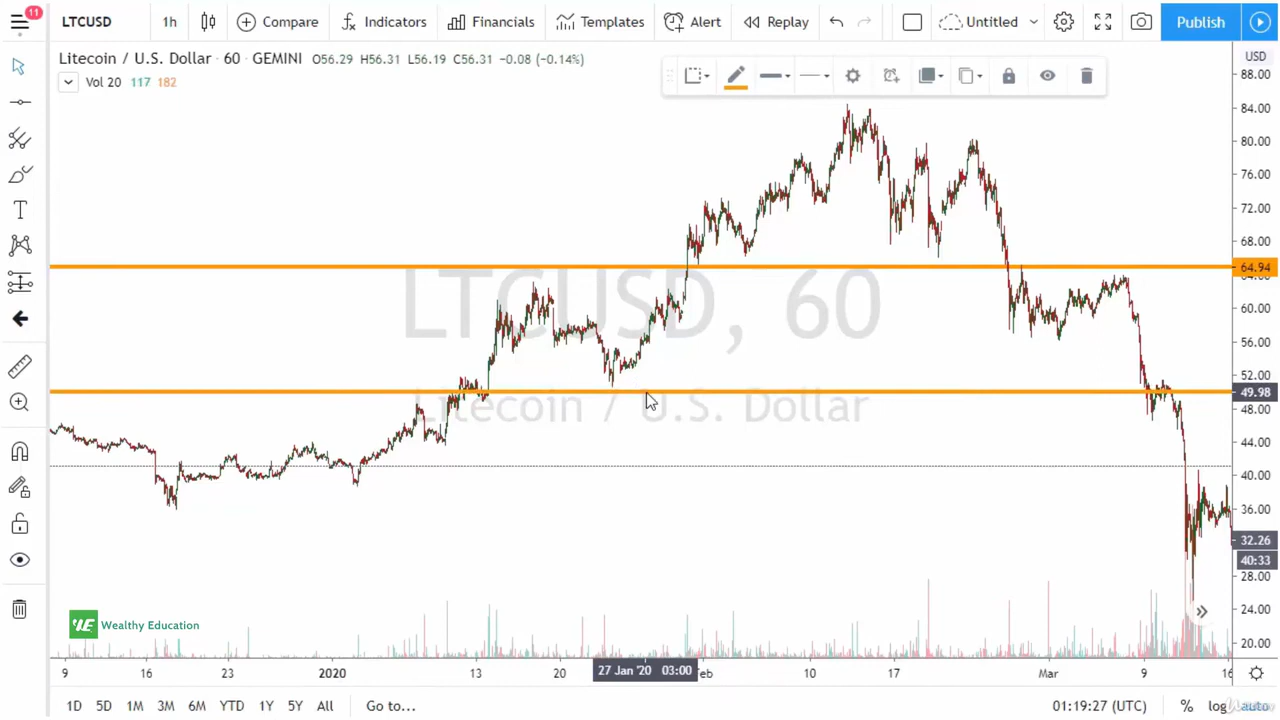 11
LTCUSD 1h Compare Indicators Financials Templates Alert Replay Untitled Publish
Litecoin / U.S. Dollar · 60 · GEMINI O56.29 H56.31 L56.19 C56.31 −0.08 (−0.14%)
Vol 20 117 182
USD
88.00
84.00
80.00
76.00
72.00
68.00
64.94
60.00
56.00
52.00
49.98
48.00
44.00
40.00
36.00
32.26
40:33
28.00
24.00
20.00
LTCUSD, 60
Litecoin / U.S. Dollar
Wealthy Education
9 16 23 2020 13 20 27 Jan '20 03:00 Feb 10 17 Mar 9 16
1D 5D 1M 3M 6M YTD 1Y 5Y All Go to... 01:19:27 (UTC) % log auto